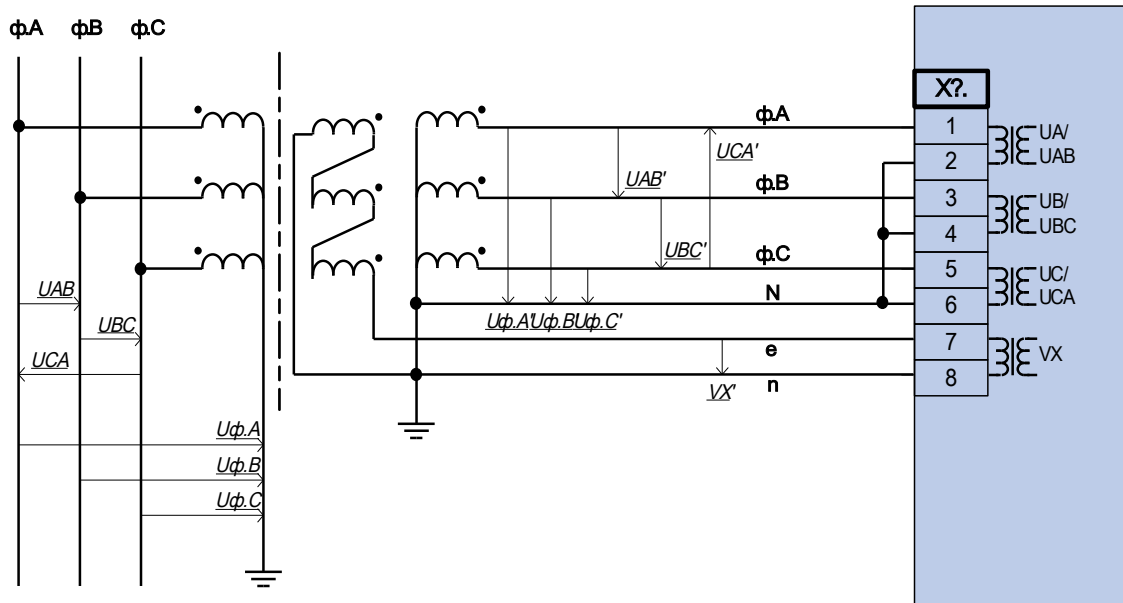 ф.А ф.В ф.С
X?.
ф.А
1
UA/
UAB
UCA'
2
UAB'
ф.В
3
UB/
UBC
4
UBC'
ф.С
5
UC/
UCA
UAB
N
6
Uф.A' Uф.B' Uф.C'
UBC
7
e
VX
UCA
n
8
VX'
Uф.A
Uф.B
Uф.C